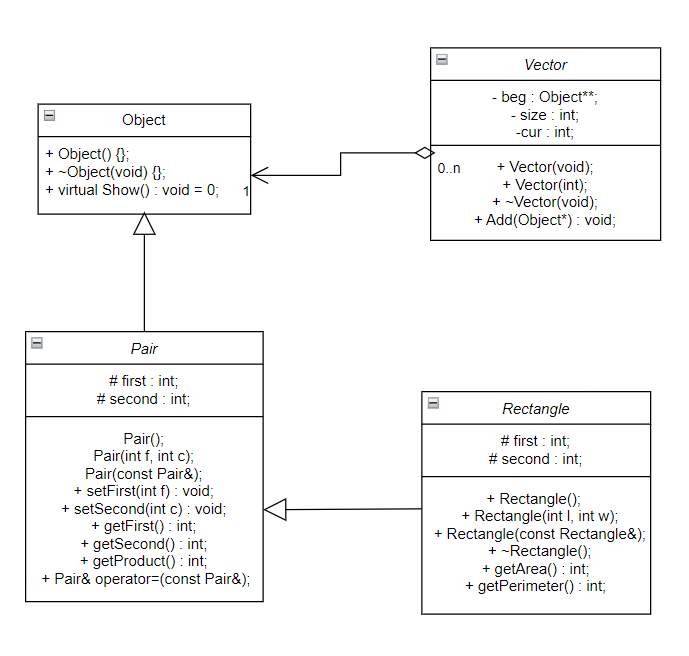 Vector
- beg : Object**;
- size : int;
-cur : int;
+ Vector(void);
+ Vector(int);
+ ~Vector(void);
+ Add(Object*) : void;
0..n
Object
+ Object() {};
+ ~Object(void) {};
+ virtual Show() : void = 0;
1
Pair
# first : int;
# second : int;
Pair();
Pair(int f, int c);
Pair(const Pair&);
+ setFirst(int f) : void;
+ setSecond(int c) : void;
+ getFirst() : int;
+ getSecond() : int;
+ getProduct() : int;
+ Pair& operator=(const Pair&);
Rectangle
# first : int;
# second : int;
+ Rectangle();
+ Rectangle(int l, int w);
+ Rectangle(const Rectangle&);
+ ~Rectangle();
+ getArea() : int;
+ getPerimeter() : int;